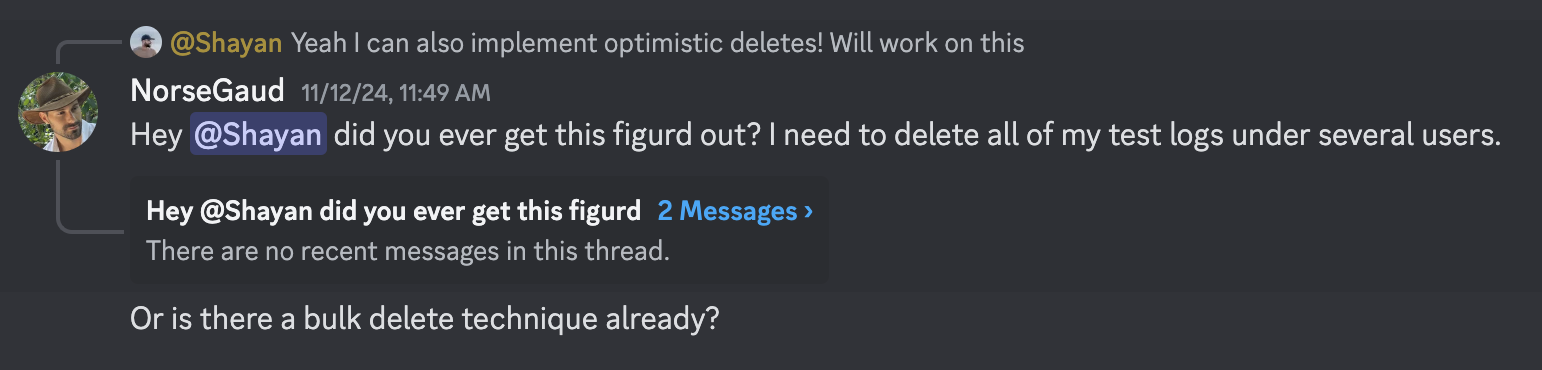 @Shayan Yeah I can also implement optimistic deletes! Will work on this
NorseGaud 11/12/24, 11:49 AM
Hey @Shayan did you ever get this figurd out? I need to delete all of my test logs under several users.
Hey @Shayan did you ever get this figurd 2 Messages ›
There are no recent messages in this thread.
Or is there a bulk delete technique already?